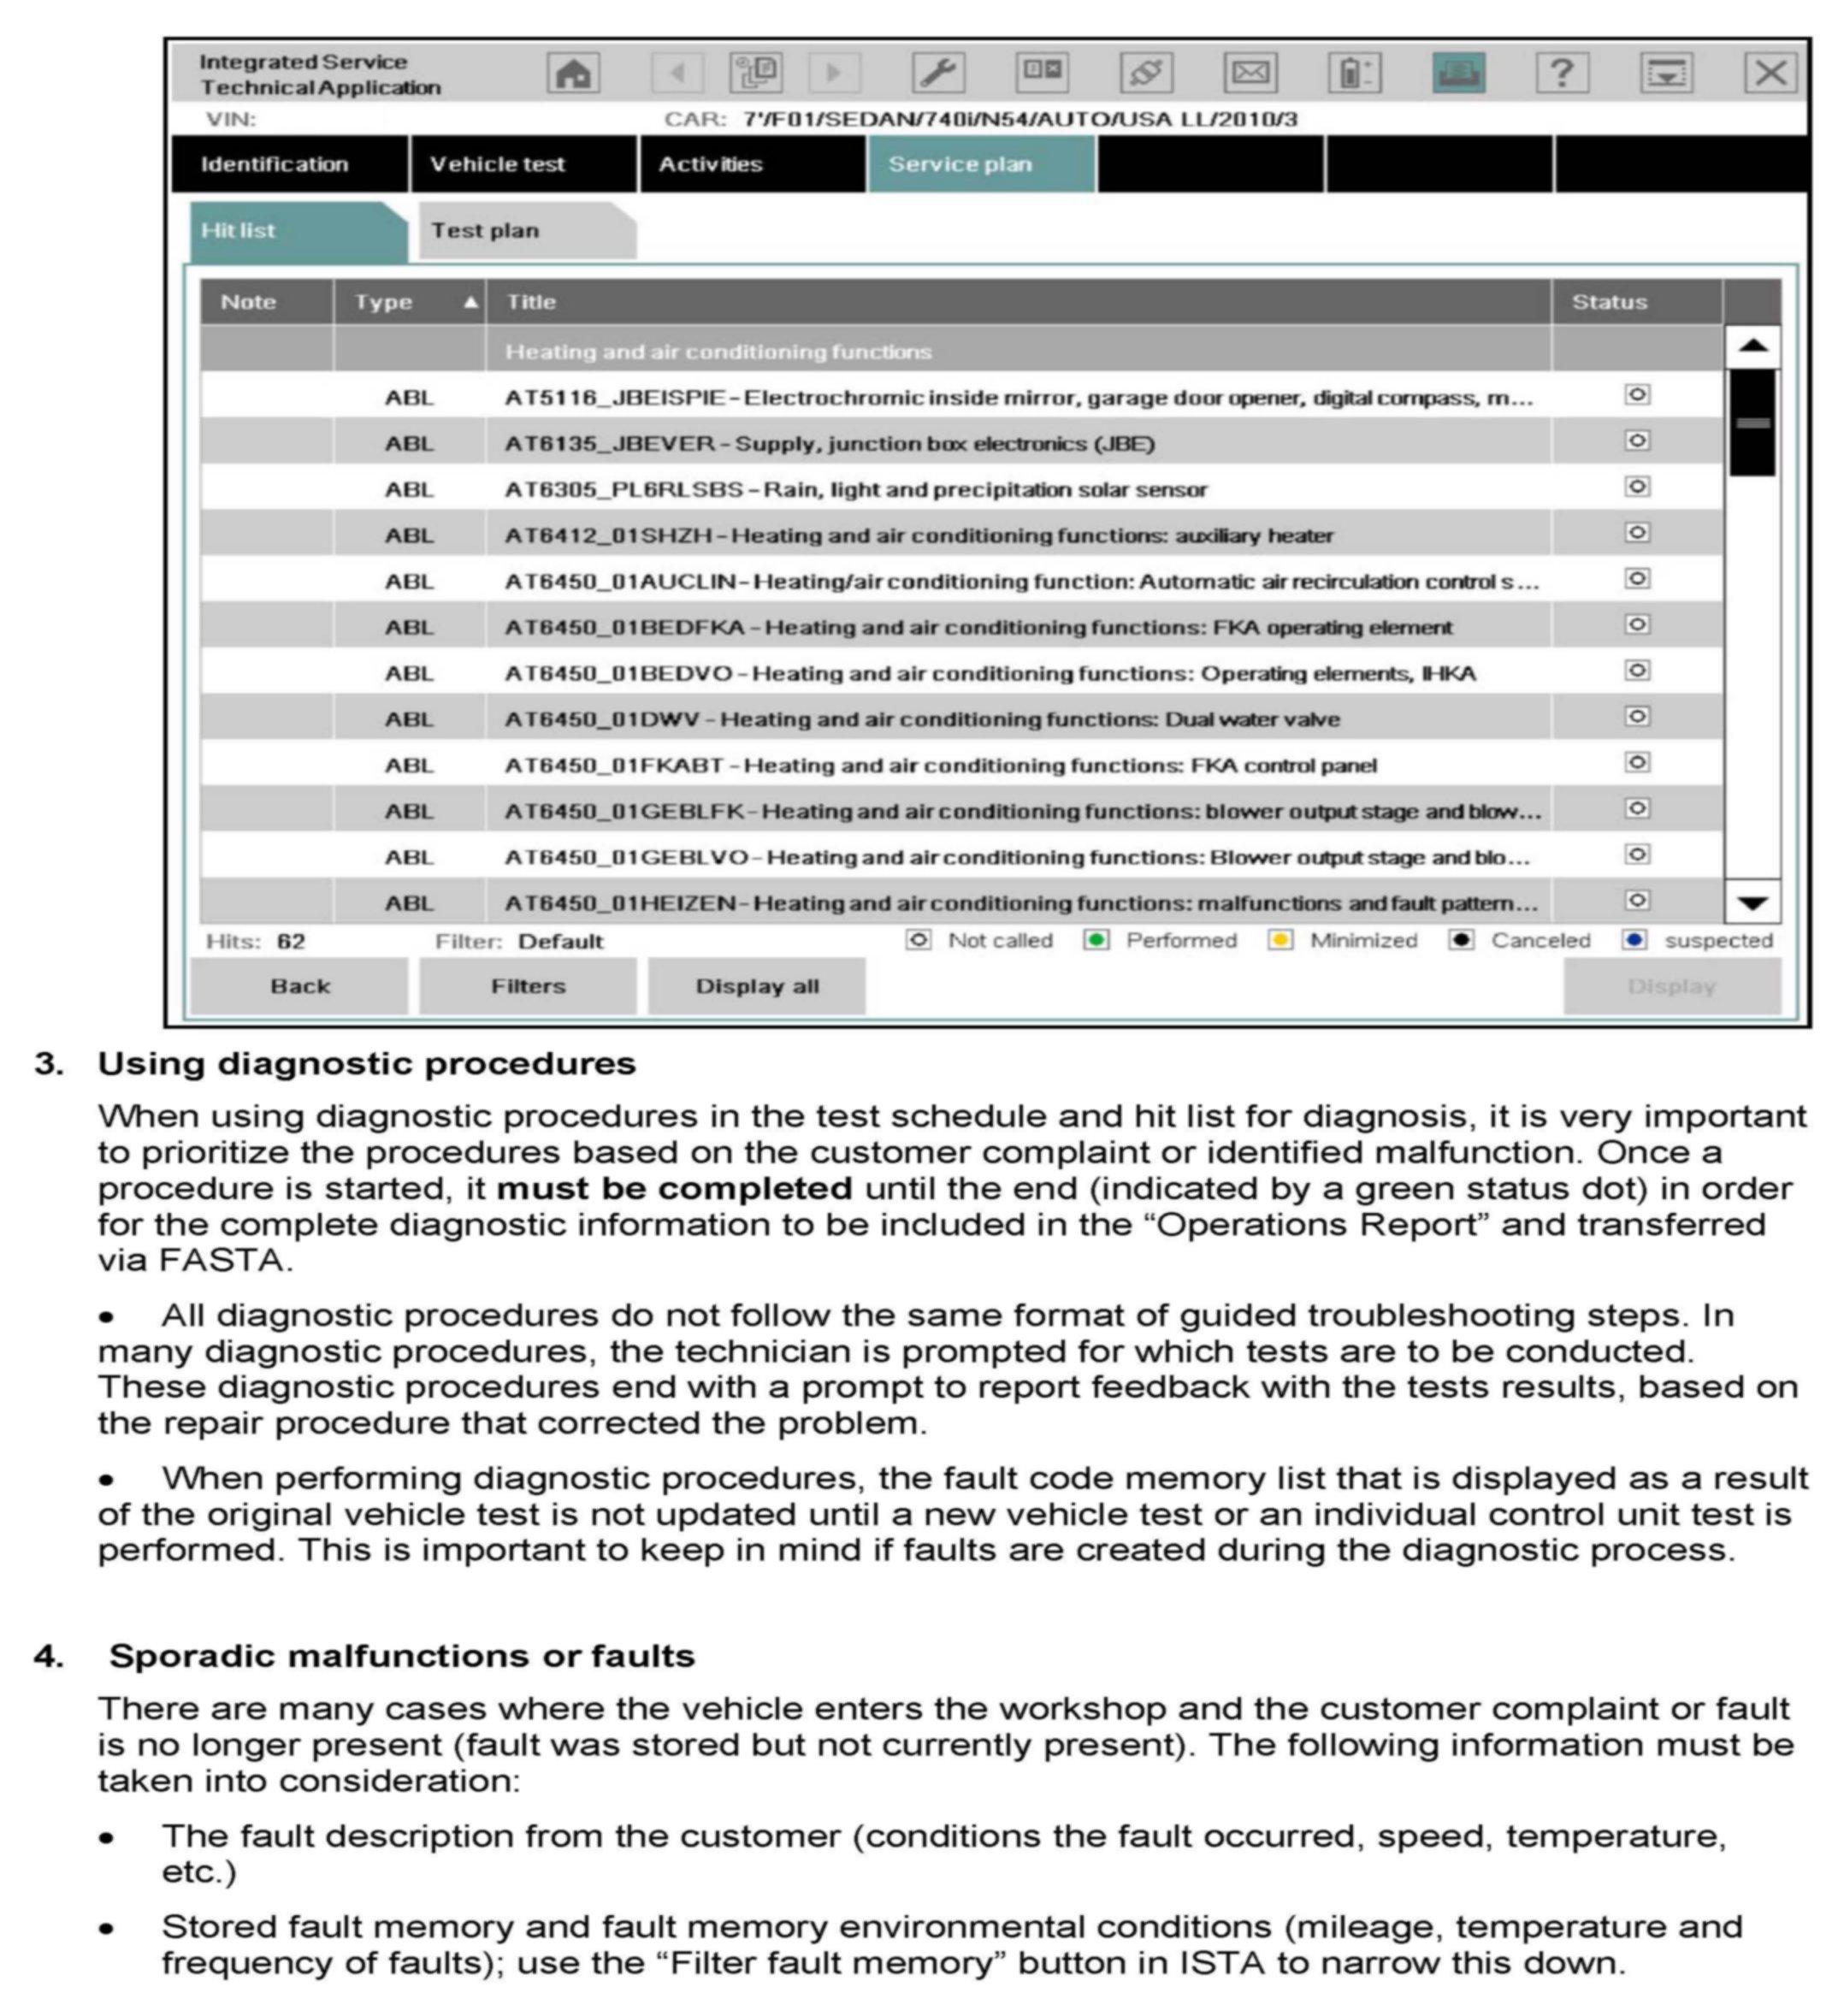 Integrated Service
Technical Application
VIN:
CAR: 7'/F01/SEDAN/740i/N54/AUTO/USA LL/2010/3
Identification Vehicle test Activities Service plan
Hit list Test plan
Note Type Title Status
Heating and air conditioning functions
ABL AT5116_JBEISPIE - Electrochromic inside mirror, garage door opener, digital compass, m...
ABL AT6135_JBEVER - Supply, junction box electronics (JBE)
ABL AT6305_PL6RLSBS - Rain, light and precipitation solar sensor
ABL AT6412_01SHZH - Heating and air conditioning functions: auxiliary heater
ABL AT6450_01AUCLIN - Heating/air conditioning function: Automatic air recirculation control s ...
ABL AT6450_01BEDFKA - Heating and air conditioning functions: FKA operating element
ABL AT6450_01BEDVO - Heating and air conditioning functions: Operating elements, IHKA
ABL AT6450_01DWV - Heating and air conditioning functions: Dual water valve
ABL AT6450_01FKABT - Heating and air conditioning functions: FKA control panel
ABL AT6450_01GEBLFK - Heating and air conditioning functions: blower output stage and blow...
ABL AT6450_01GEBLVO - Heating and air conditioning functions: Blower output stage and blo...
ABL AT6450_01HEIZEN - Heating and air conditioning functions: malfunctions and fault pattern...
Hits: 62 Filter: Default Not called Performed Minimized Canceled suspected
Back Filters Display all Display
3. Using diagnostic procedures
When using diagnostic procedures in the test schedule and hit list for diagnosis, it is very important
to prioritize the procedures based on the customer complaint or identified malfunction. Once a
procedure is started, it must be completed until the end (indicated by a green status dot) in order
for the complete diagnostic information to be included in the “Operations Report” and transferred
via FASTA.
• All diagnostic procedures do not follow the same format of guided troubleshooting steps. In
many diagnostic procedures, the technician is prompted for which tests are to be conducted.
These diagnostic procedures end with a prompt to report feedback with the tests results, based on
the repair procedure that corrected the problem.
• When performing diagnostic procedures, the fault code memory list that is displayed as a result
of the original vehicle test is not updated until a new vehicle test or an individual control unit test is
performed. This is important to keep in mind if faults are created during the diagnostic process.
4. Sporadic malfunctions or faults
There are many cases where the vehicle enters the workshop and the customer complaint or fault
is no longer present (fault was stored but not currently present). The following information must be
taken into consideration:
• The fault description from the customer (conditions the fault occurred, speed, temperature,
etc.)
• Stored fault memory and fault memory environmental conditions (mileage, temperature and
frequency of faults); use the “Filter fault memory” button in ISTA to narrow this down.